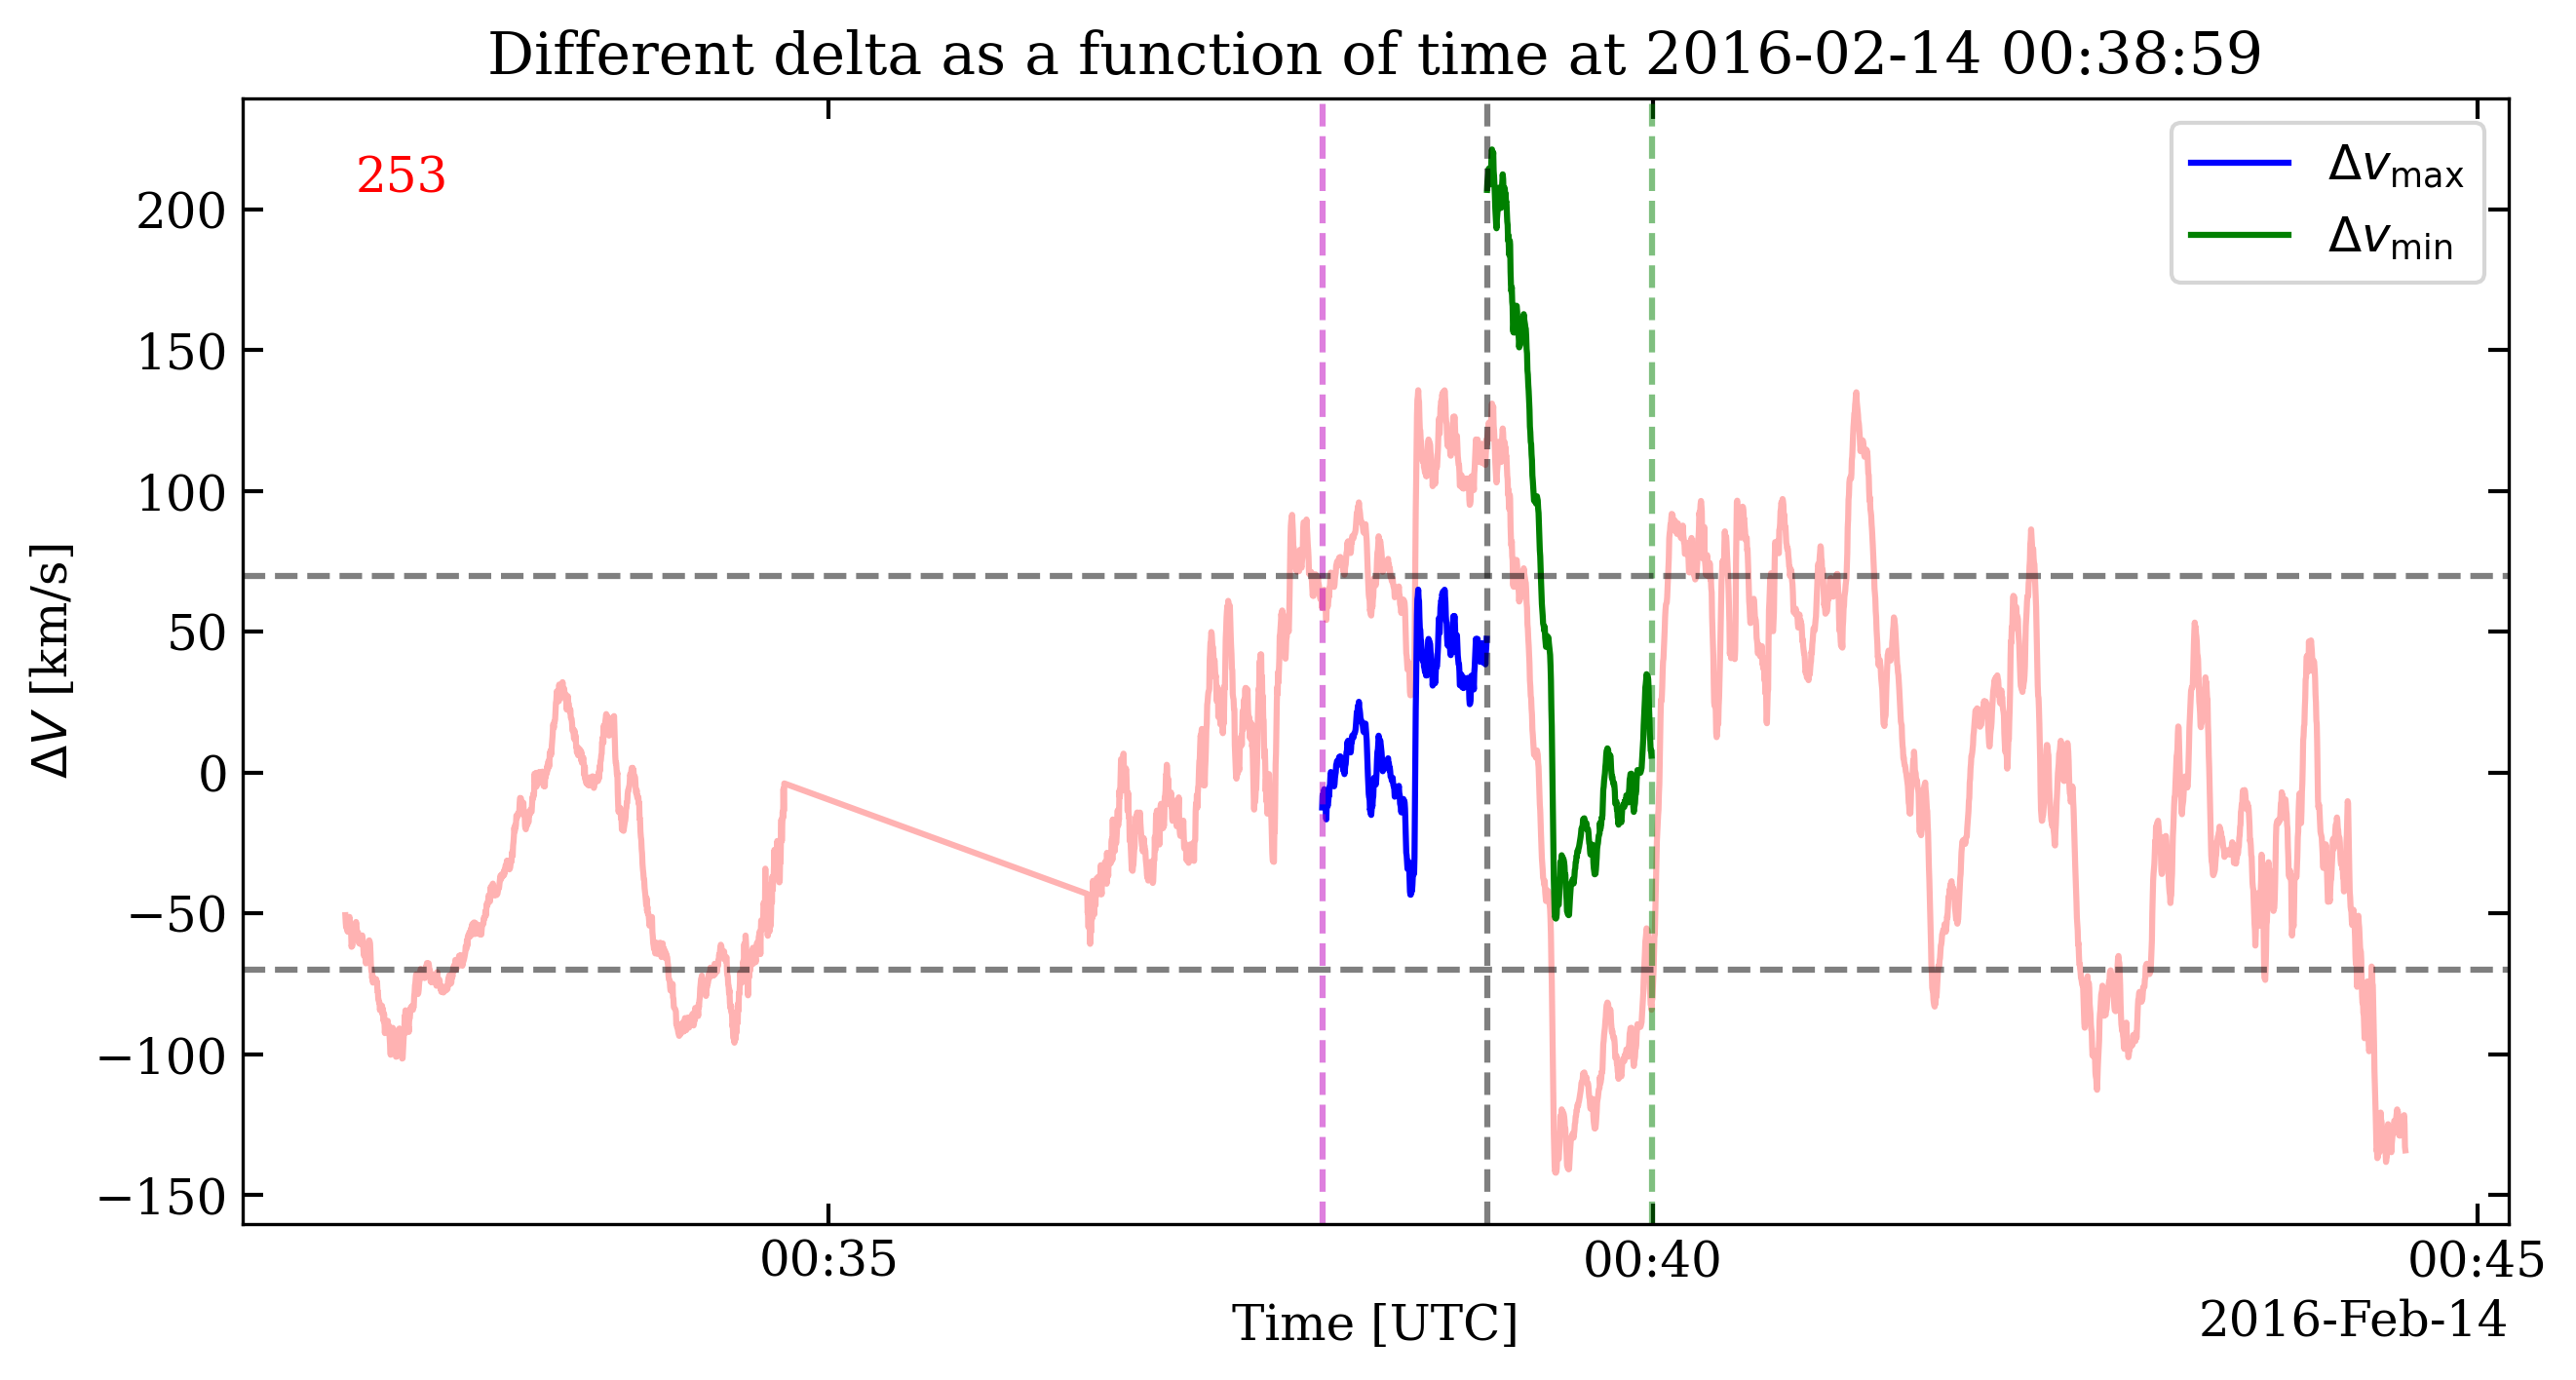 Different delta as a function of time at 2016-02-14 00:38:59
253
Δv_max
Δv_min
200
150
100
50
0
−50
−100
−150
ΔV [km/s]
00:35 00:40 00:45
Time [UTC]
2016-Feb-14